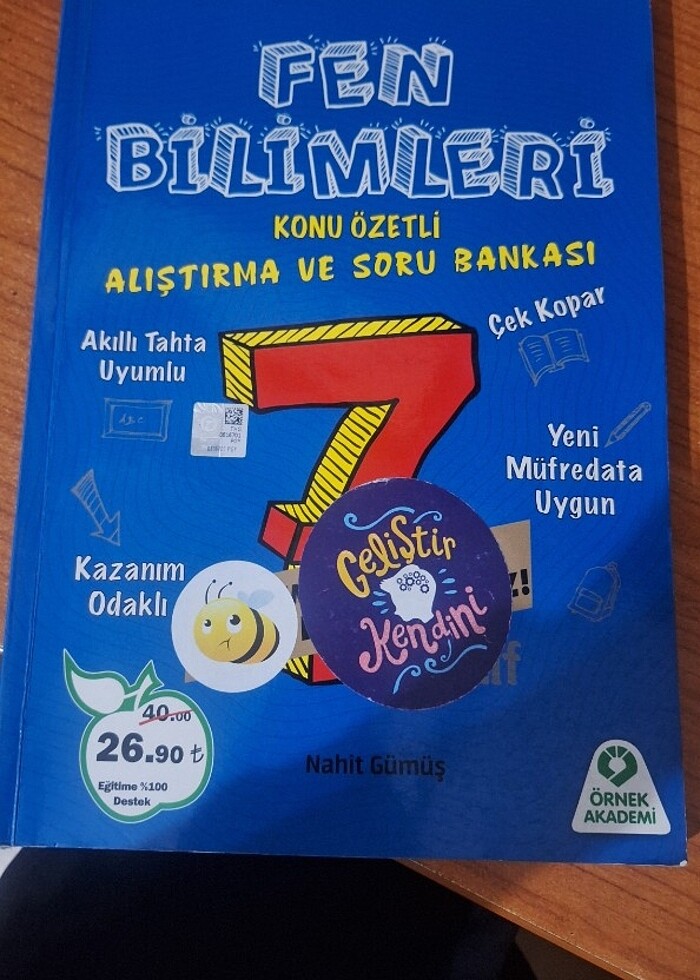 FEN
BİLİMLERİ
KONU ÖZETLİ
ALIŞTIRMA VE SORU BANKASI
Akıllı Tahta
Uyumlu
Çek Kopar
ABC
7.
Yeni
Müfredata
Uygun
Kazanım
Odaklı
Geliştir
Kendini
40.00
26.90 ₺
Eğitime %100
Destek
Nahit Gümüş
ÖRNEK
AKADEMİ